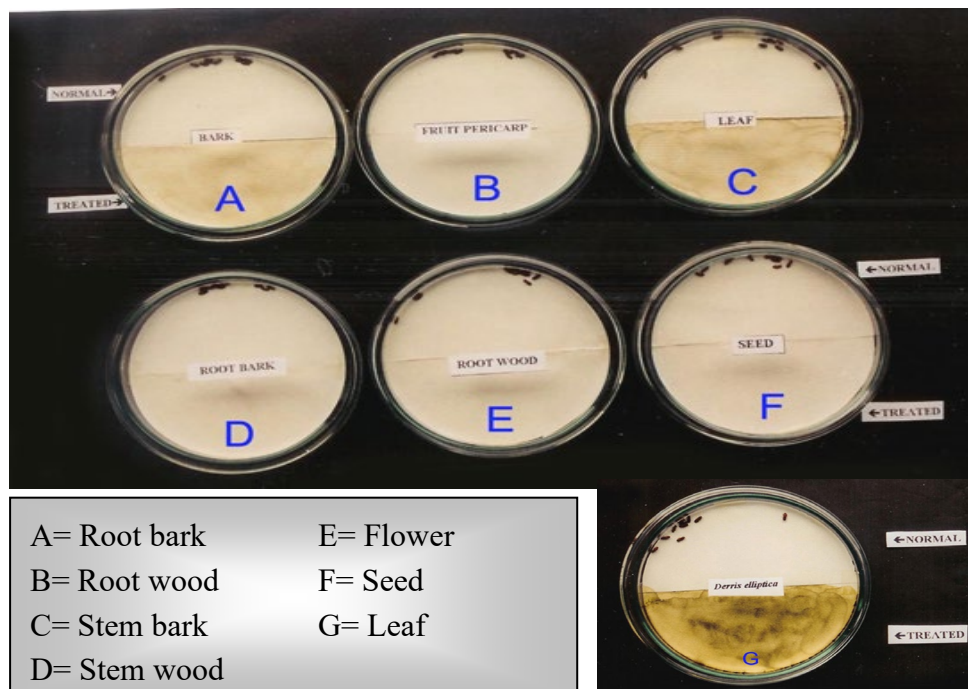 NORMAL→
BARK
FRUIT PERICARP
LEAF
A
B
C
TREATED→
←NORMAL
ROOT BARK
ROOT WOOD
SEED
D
E
F
←TREATED
A= Root bark
B= Root wood
C= Stem bark
D= Stem wood
E= Flower
F= Seed
G= Leaf
←NORMAL
Derris elliptica
←TREATED
G